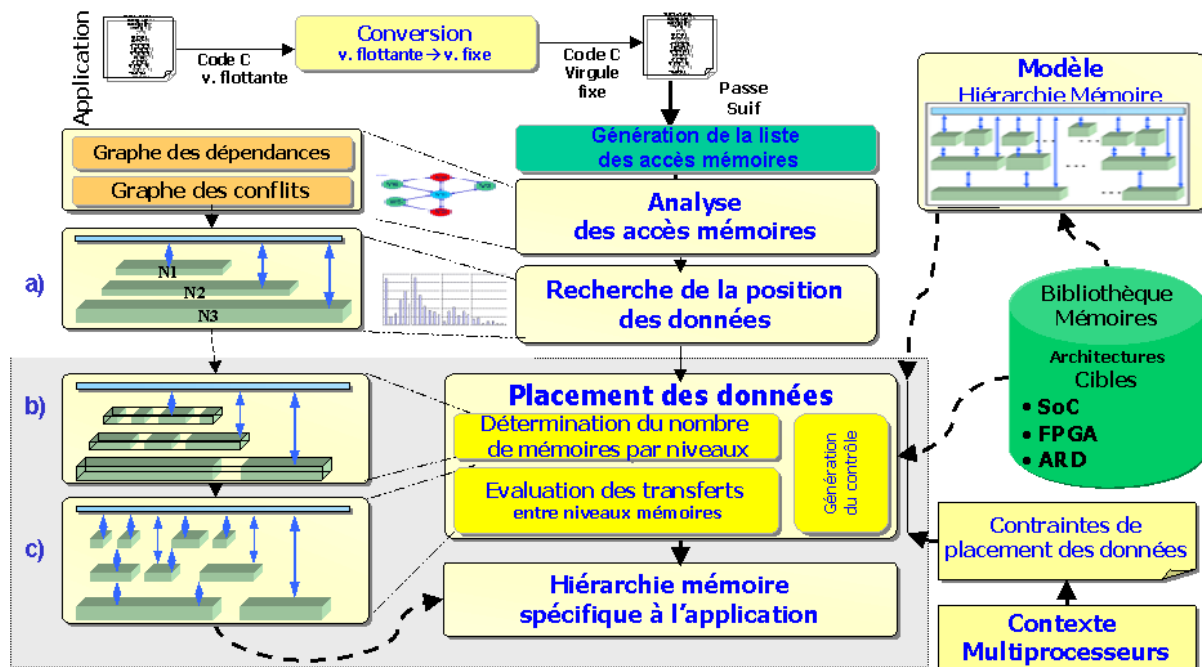 Application
Code C
v. flottante
Conversion
v. flottante → v. fixe
Code C
Virgule
fixe
Passe
Suif
Modèle
Hiérarchie Mémoire
Graphe des dépendances
Graphe des conflits
Génération de la liste
des accès mémoires
Analyse
des accès mémoires
a)
N1
N2
N3
Recherche de la position
des données
Bibliothèque
Mémoires
Architectures
Cibles
• SoC
• FPGA
• ARD
b)
Placement des données
Détermination du nombre
de mémoires par niveaux
Evaluation des transferts
entre niveaux mémoires
Génération
du contrôle
c)
Contraintes de
placement des données
Hiérarchie mémoire
spécifique à l'application
Contexte
Multiprocesseurs